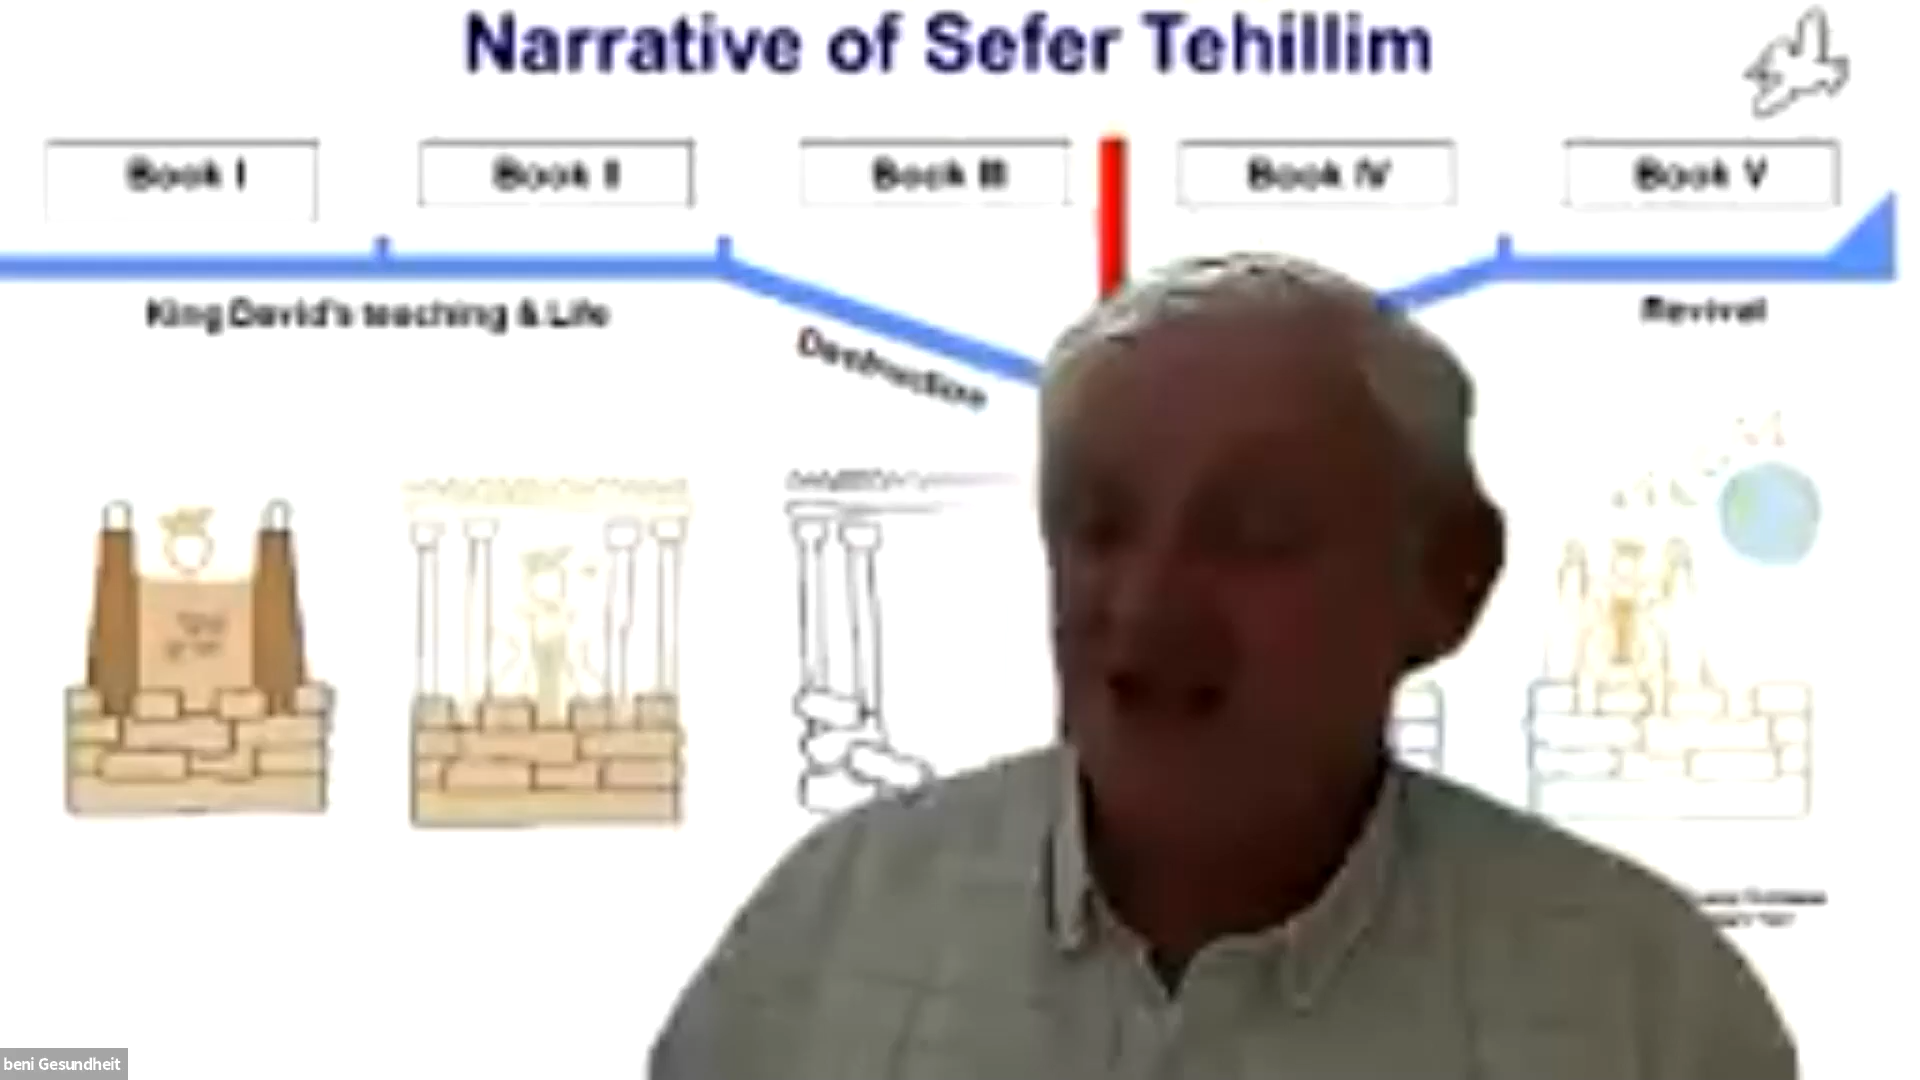 Narrative of Sefer Tehillim
Book I
Book II
Book III
Book IV
Book V
King David's teaching & Life
Destruction
Revival
beni Gesundheit